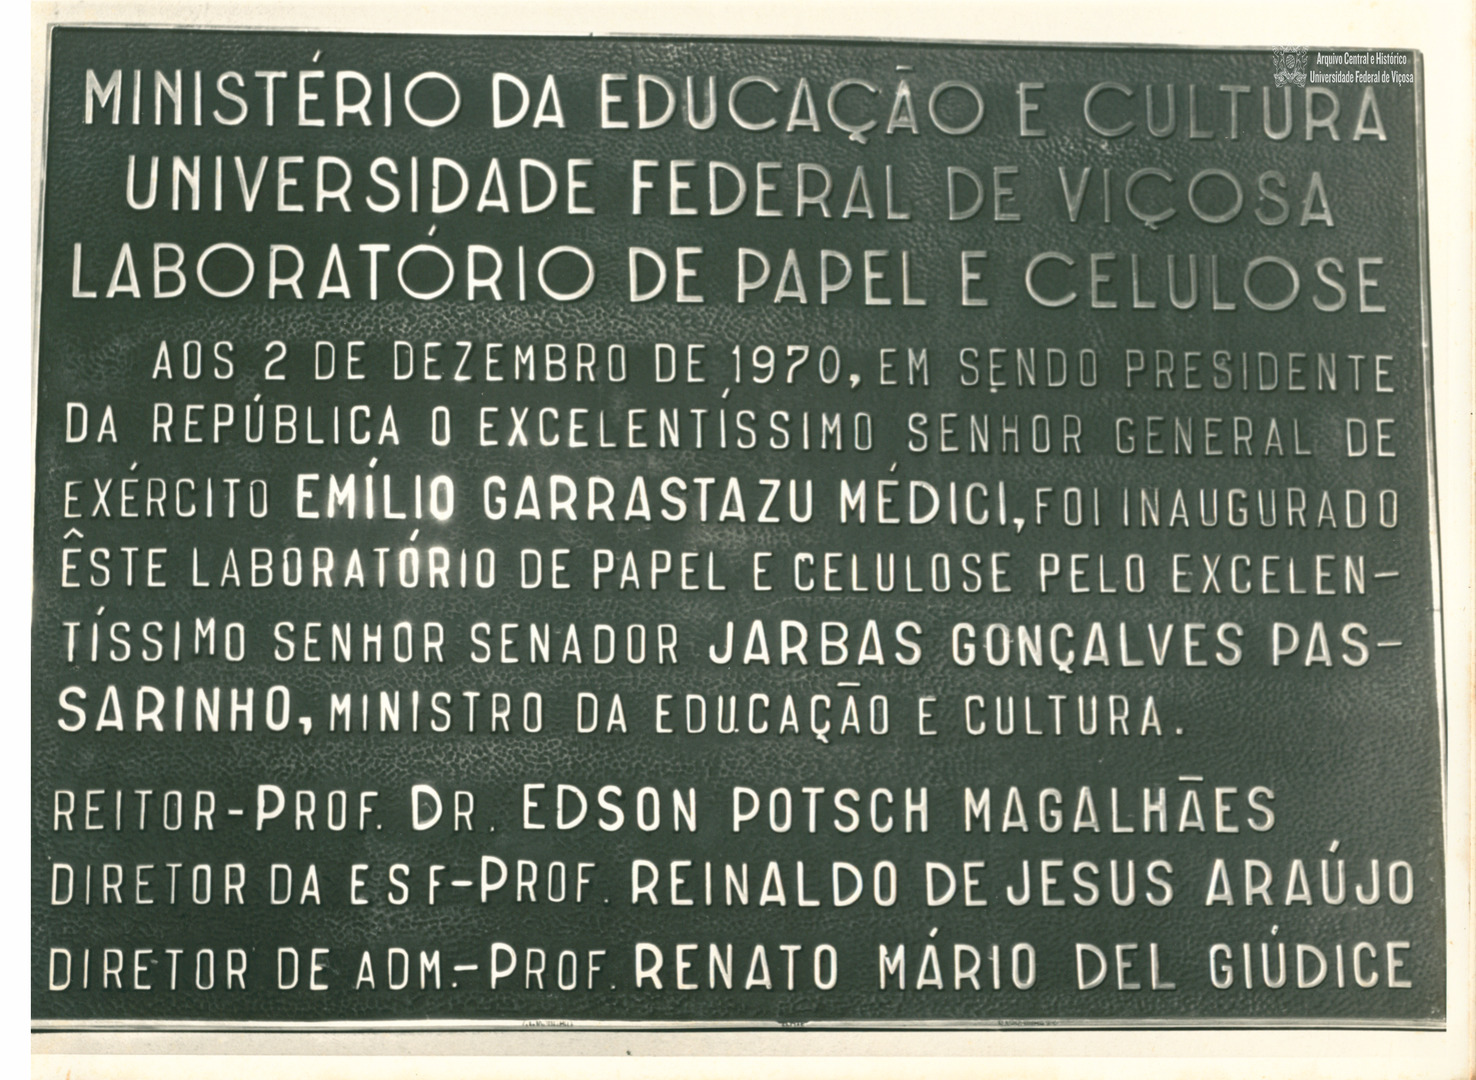 Arquivo Central e Histórico
Universidade Federal de Viçosa
MINISTÉRIO DA EDUCAÇÃO E CULTURA
UNIVERSIDADE FEDERAL DE VIÇOSA
LABORATÓRIO DE PAPEL E CELULOSE
AOS 2 DE DEZEMBRO DE 1970, EM SENDO PRESIDENTE
DA REPÚBLICA O EXCELENTÍSSIMO SENHOR GENERAL DE
EXÉRCITO EMÍLIO GARRASTAZU MÉDICI, FOI INAUGURADO
ÊSTE LABORATÓRIO DE PAPEL E CELULOSE PELO EXCELEN-
TÍSSIMO SENHOR SENADOR JARBAS GONÇALVES PAS-
SARINHO, MINISTRO DA EDUCAÇÃO E CULTURA.
REITOR-PROF. DR. EDSON POTSCH MAGALHÃES
DIRETOR DA ESF-PROF. REINALDO DE JESUS ARAÚJO
DIRETOR DE ADM.-PROF. RENATO MÁRIO DEL GIÚDICE